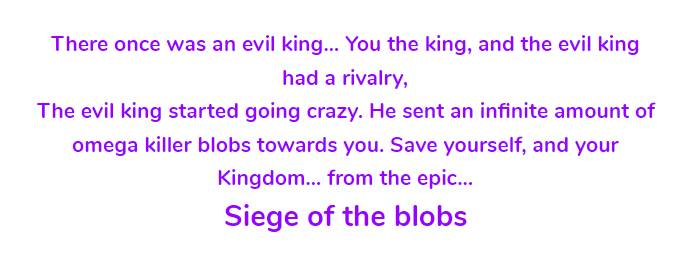 There once was an evil king... You the king, and the evil king
had a rivalry,
The evil king started going crazy. He sent an infinite amount of
omega killer blobs towards you. Save yourself, and your
Kingdom... from the epic...
Siege of the blobs